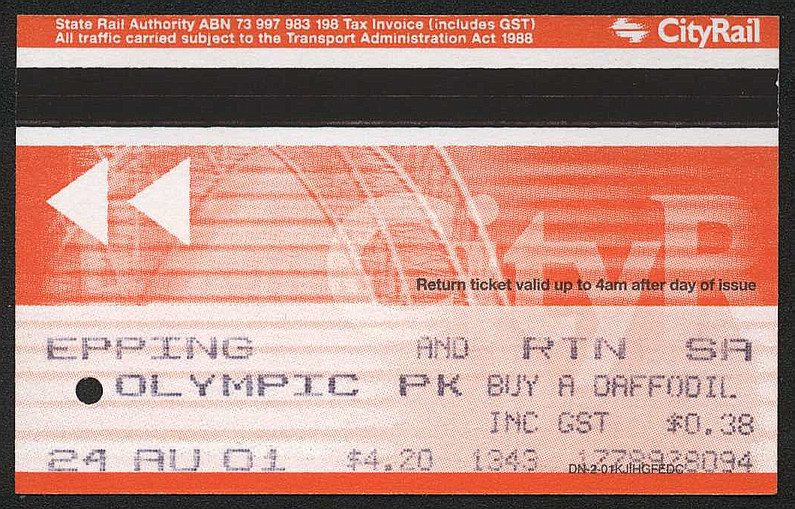 State Rail Authority ABN 73 997 983 198 Tax Invoice (includes GST)
All traffic carried subject to the Transport Administration Act 1988
CityRail
CityR
Return ticket valid up to 4am after day of issue
EPPING AND RTN SA
OLYMPIC PK BUY A DAFFODIL
INC GST $0.38
24 AU 01 $4.20 1343
DN-2-01KJIHGFEDC